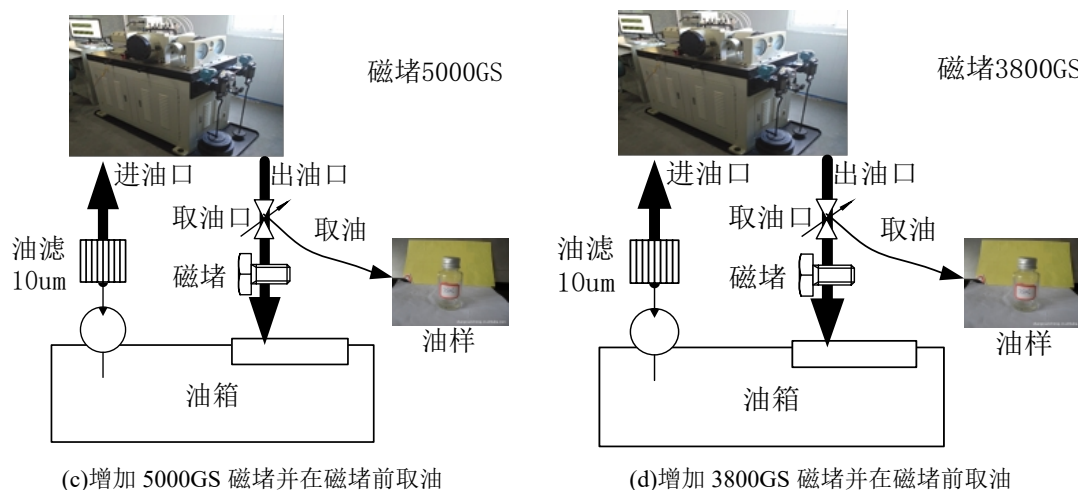 磁堵5000GS
进油口
出油口
取油口
取油
油滤
10um
磁堵
油样
油箱
(c)增加 5000GS 磁堵并在磁堵前取油
磁堵3800GS
进油口
出油口
取油口
取油
油滤
10um
磁堵
油样
油箱
(d)增加 3800GS 磁堵并在磁堵前取油